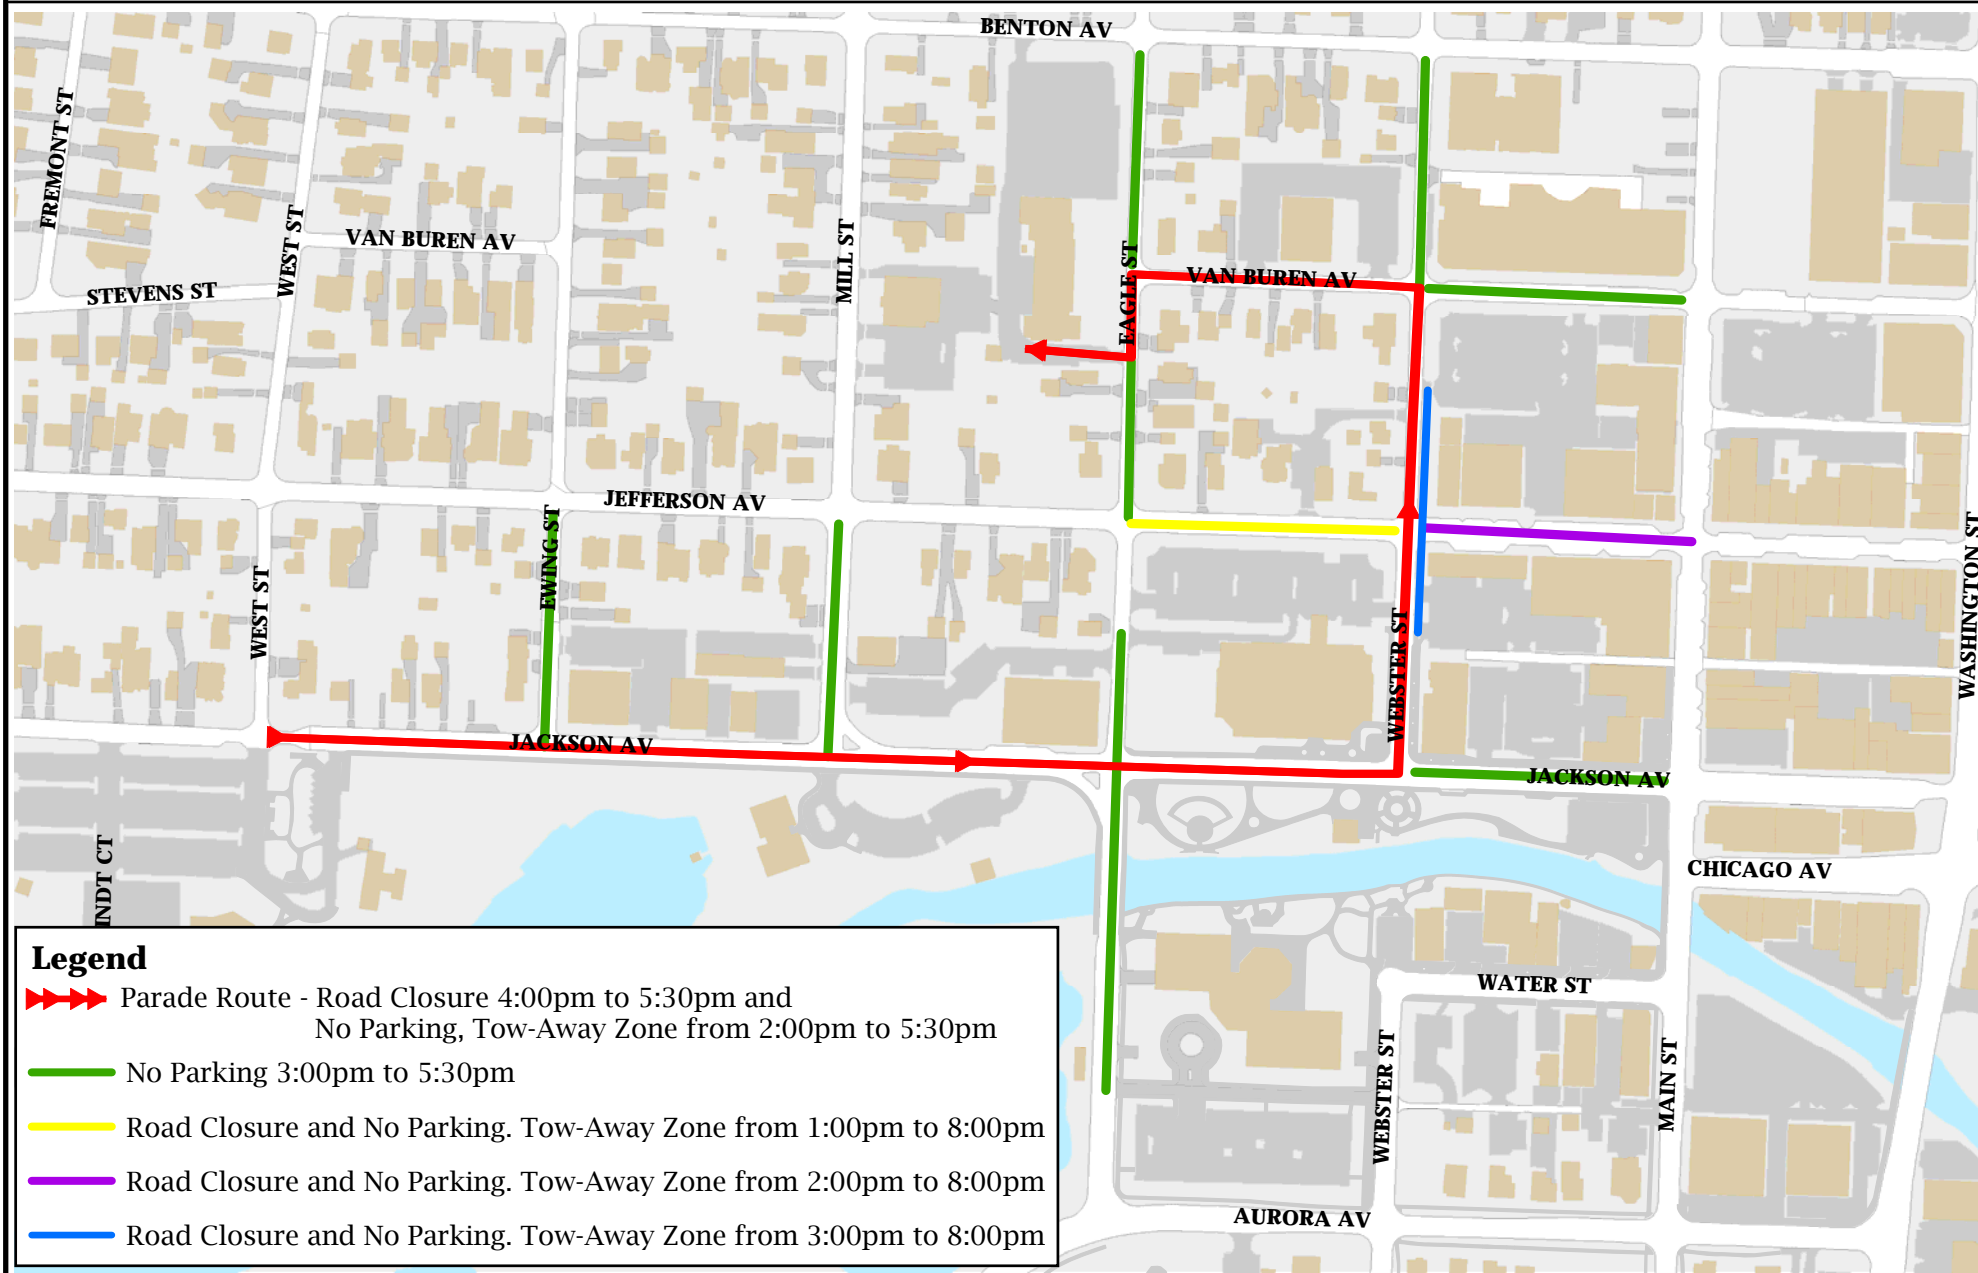 BENTON AV
FREMONT ST
WEST ST
VAN BUREN AV
STEVENS ST
MILL ST
EAGLE ST
VAN BUREN AV
JEFFERSON AV
EWING ST
WEST ST
WASHINGTON ST
WEBSTER ST
JACKSON AV
JACKSON AV
NDT CT
CHICAGO AV
WATER ST
WEBSTER ST
MAIN ST
AURORA AV
Legend
Parade Route - Road Closure 4:00pm to 5:30pm and
No Parking, Tow-Away Zone from 2:00pm to 5:30pm
No Parking 3:00pm to 5:30pm
Road Closure and No Parking. Tow-Away Zone from 1:00pm to 8:00pm
Road Closure and No Parking. Tow-Away Zone from 2:00pm to 8:00pm
Road Closure and No Parking. Tow-Away Zone from 3:00pm to 8:00pm